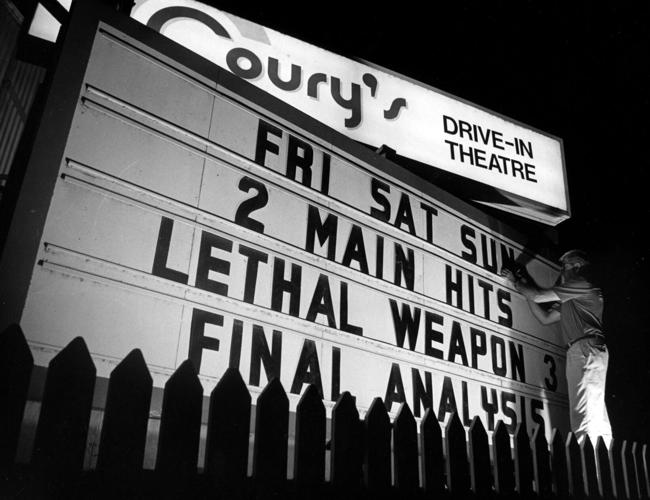 Coury's
DRIVE-IN
THEATRE
FRI SAT SUN
2 MAIN HITS
LETHAL WEAPON 3
FINAL ANALYSIS